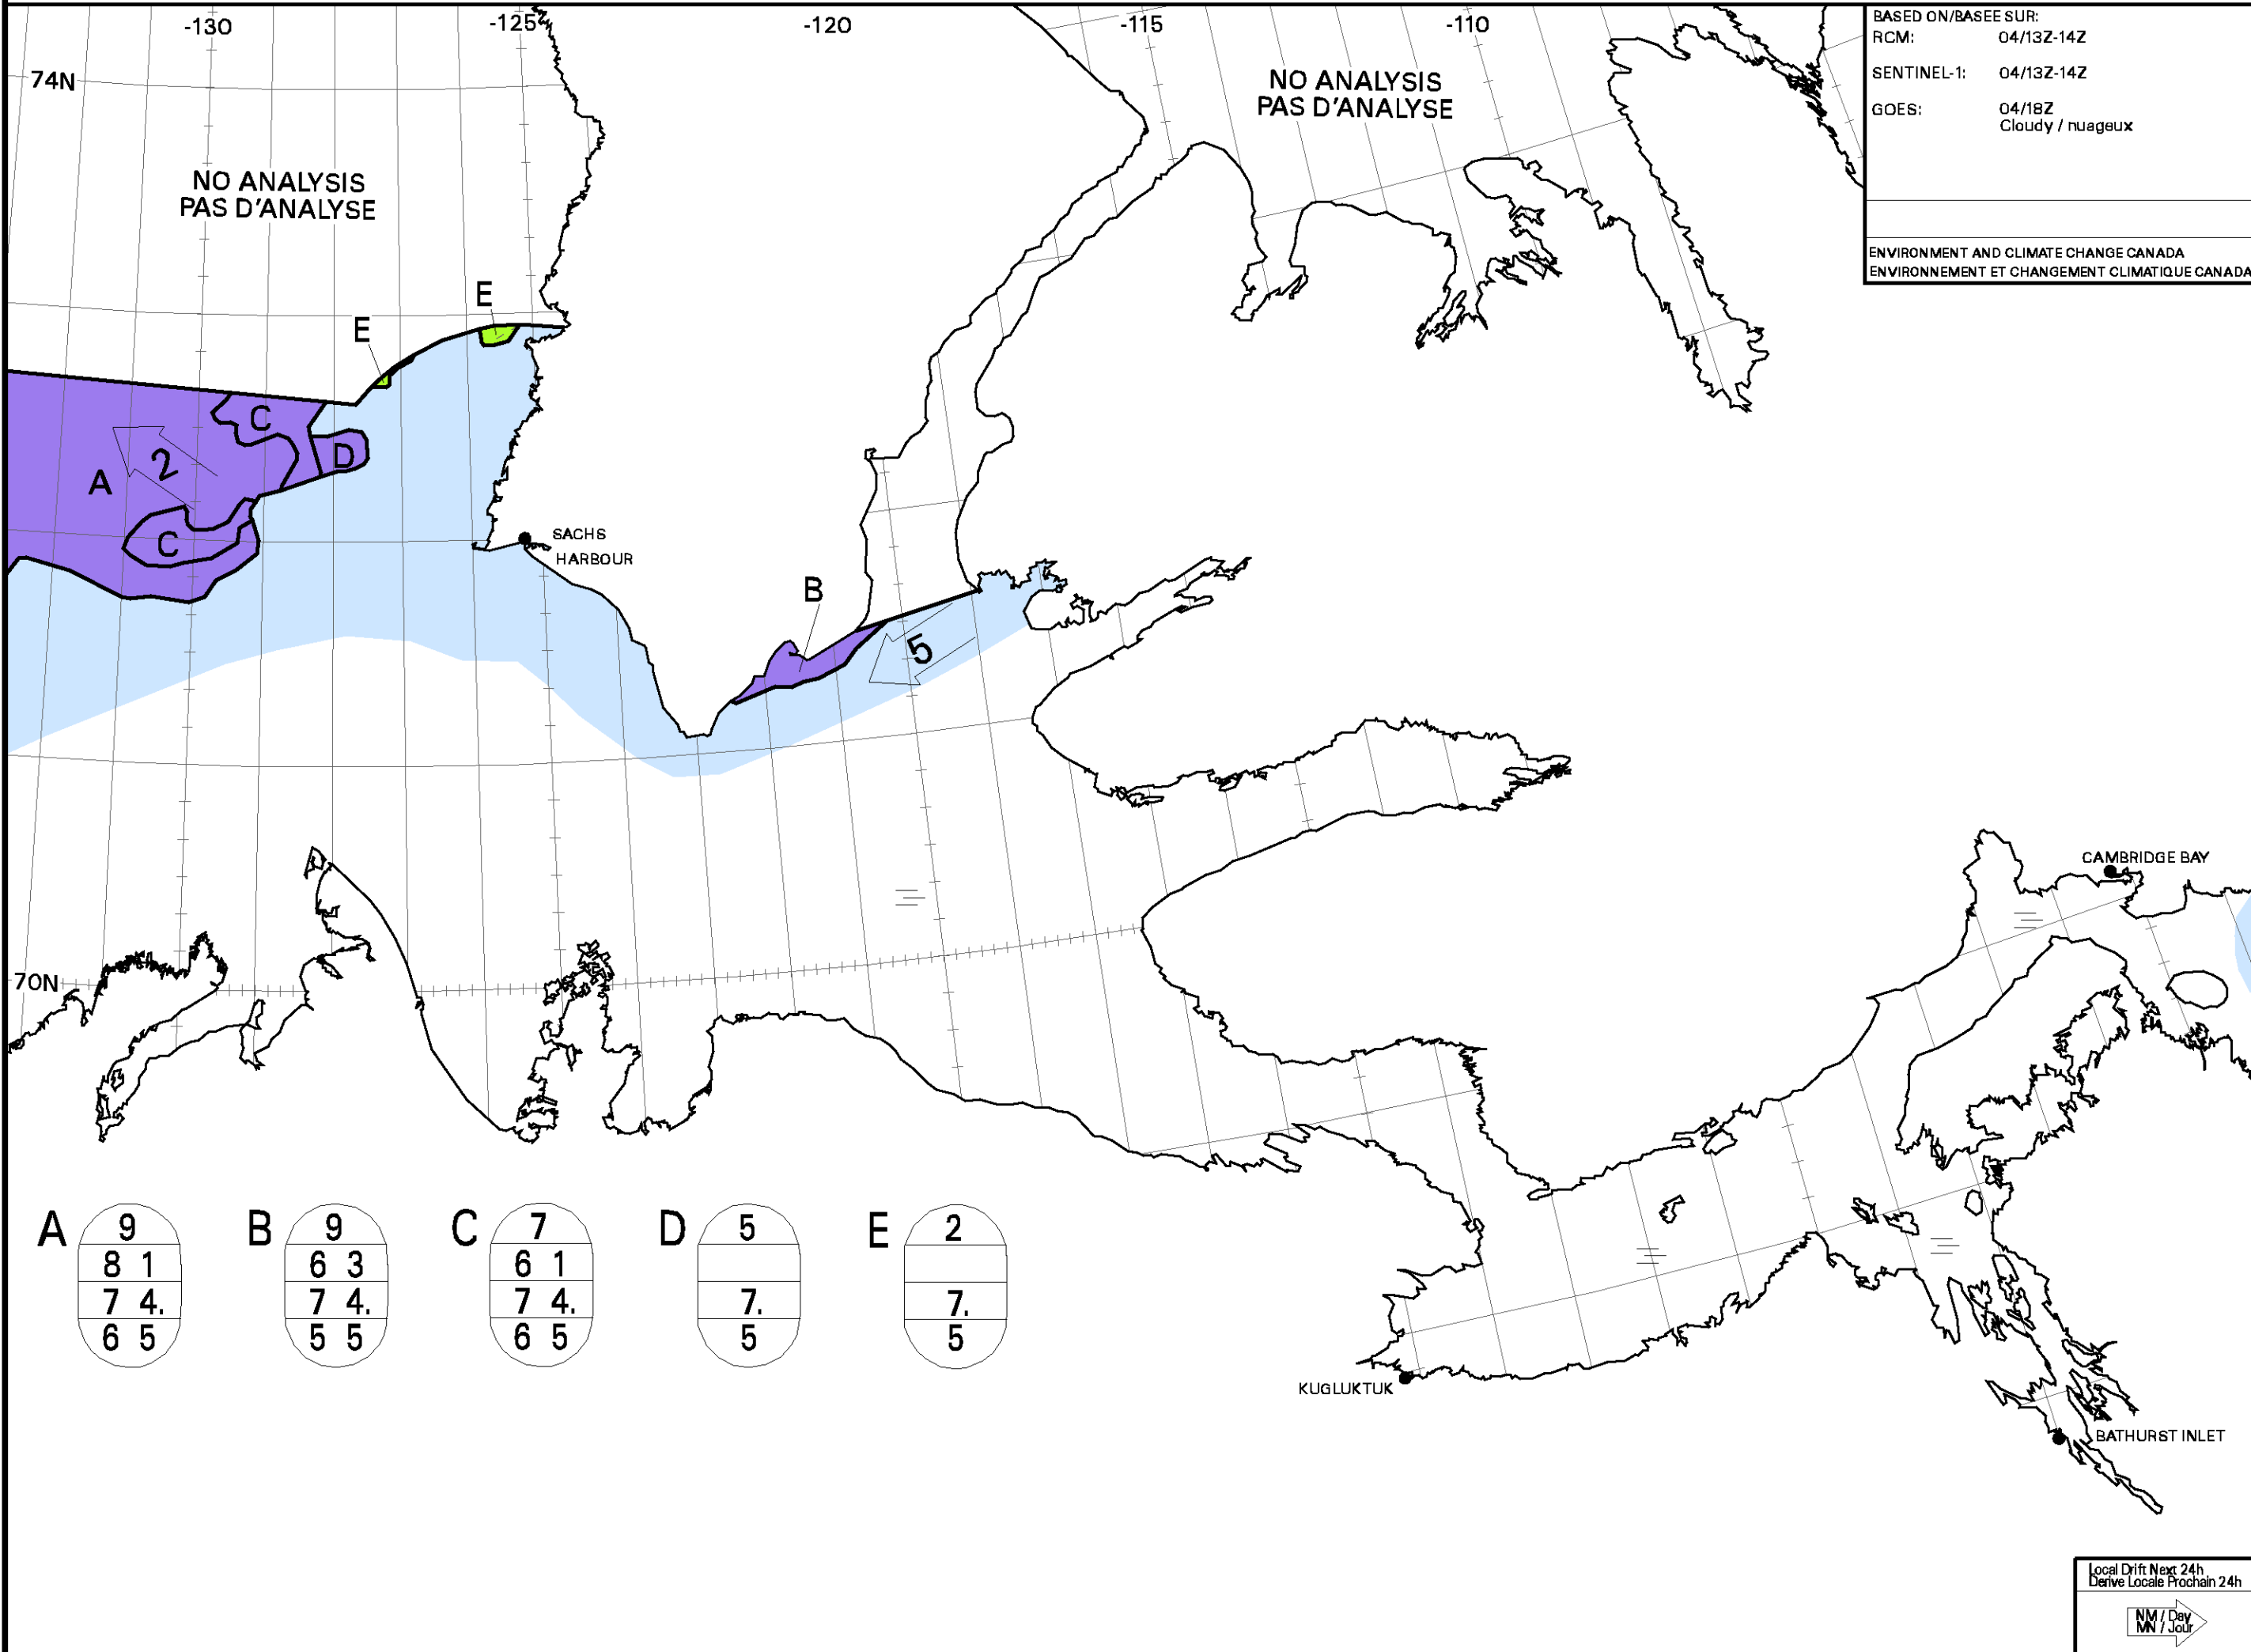 -130
-125
-120
-115
-110
74N
NO ANALYSIS
PAS D'ANALYSE
NO ANALYSIS
PAS D'ANALYSE
BASED ON/BASEE SUR:
RCM: 04/13Z-14Z
SENTINEL-1: 04/13Z-14Z
GOES: 04/18Z
Cloudy / nuageux
ENVIRONMENT AND CLIMATE CHANGE CANADA
ENVIRONNEMENT ET CHANGEMENT CLIMATIQUE CANADA
E
E
C
D
2
A
C
SACHS
HARBOUR
B
5
CAMBRIDGE BAY
70N
A
9
8 1
7 4.
6 5
B
9
6 3
7 4.
5 5
C
7
6 1
7 4.
6 5
D
5
7.
5
E
2
7.
5
KUGLUKTUK
BATHURST INLET
Local Drift Next 24h
Derive Locale Prochain 24h
NM / Day
MN / Jour